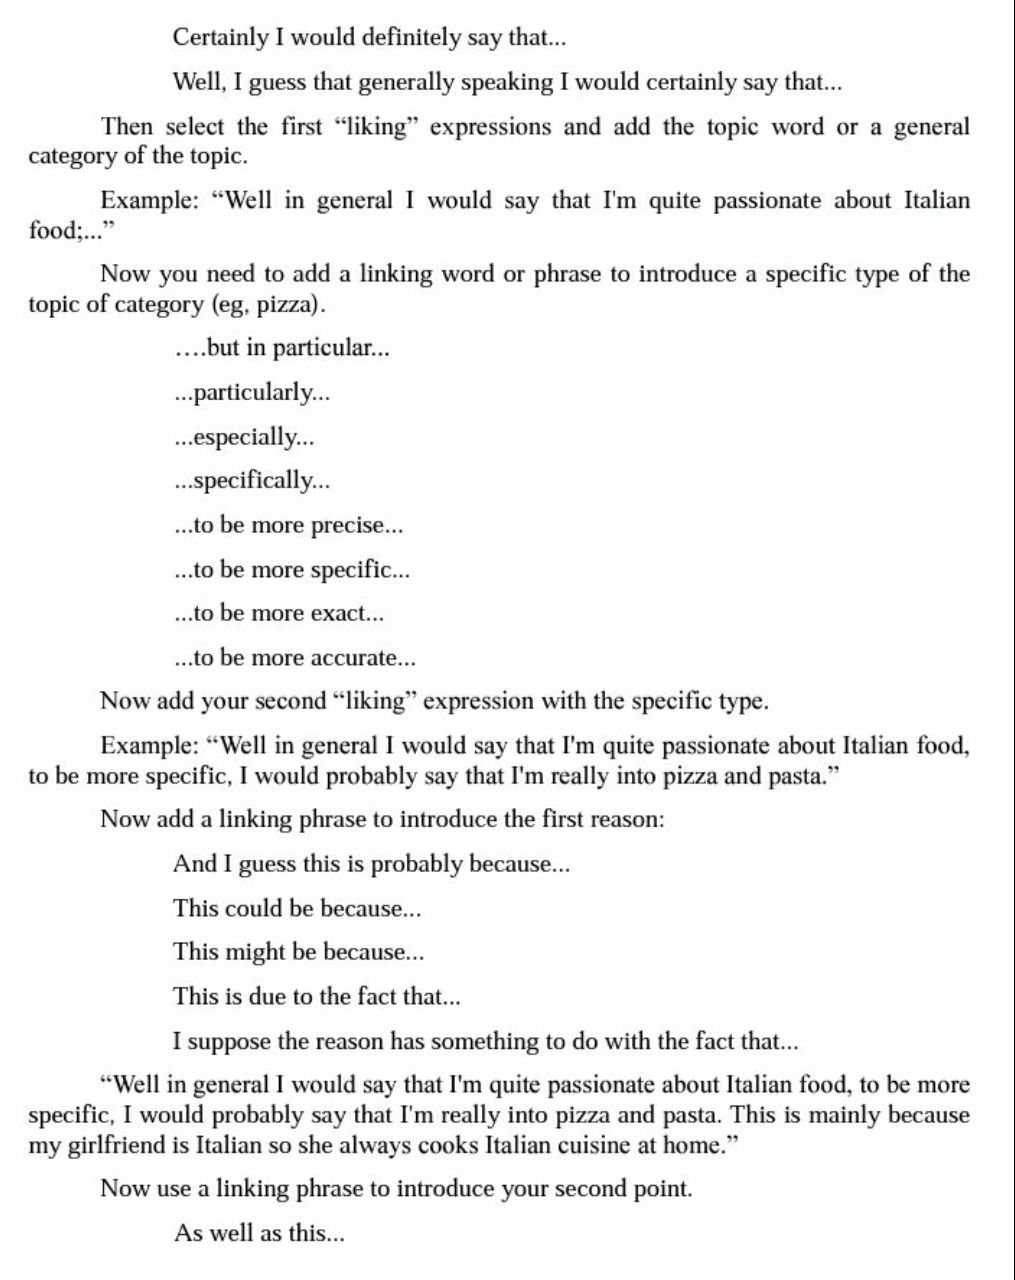 Certainly I would definitely say that...
Well, I guess that generally speaking I would certainly say that...
Then select the first “liking” expressions and add the topic word or a general
category of the topic.
Example: “Well in general I would say that I'm quite passionate about Italian
food;...”
Now you need to add a linking word or phrase to introduce a specific type of the
topic of category (eg, pizza).
….but in particular...
...particularly...
...especially...
...specifically...
...to be more precise...
...to be more specific...
...to be more exact...
...to be more accurate...
Now add your second “liking” expression with the specific type.
Example: “Well in general I would say that I'm quite passionate about Italian food,
to be more specific, I would probably say that I'm really into pizza and pasta.”
Now add a linking phrase to introduce the first reason:
And I guess this is probably because...
This could be because...
This might be because...
This is due to the fact that...
I suppose the reason has something to do with the fact that...
“Well in general I would say that I'm quite passionate about Italian food, to be more
specific, I would probably say that I'm really into pizza and pasta. This is mainly because
my girlfriend is Italian so she always cooks Italian cuisine at home.”
Now use a linking phrase to introduce your second point.
As well as this...